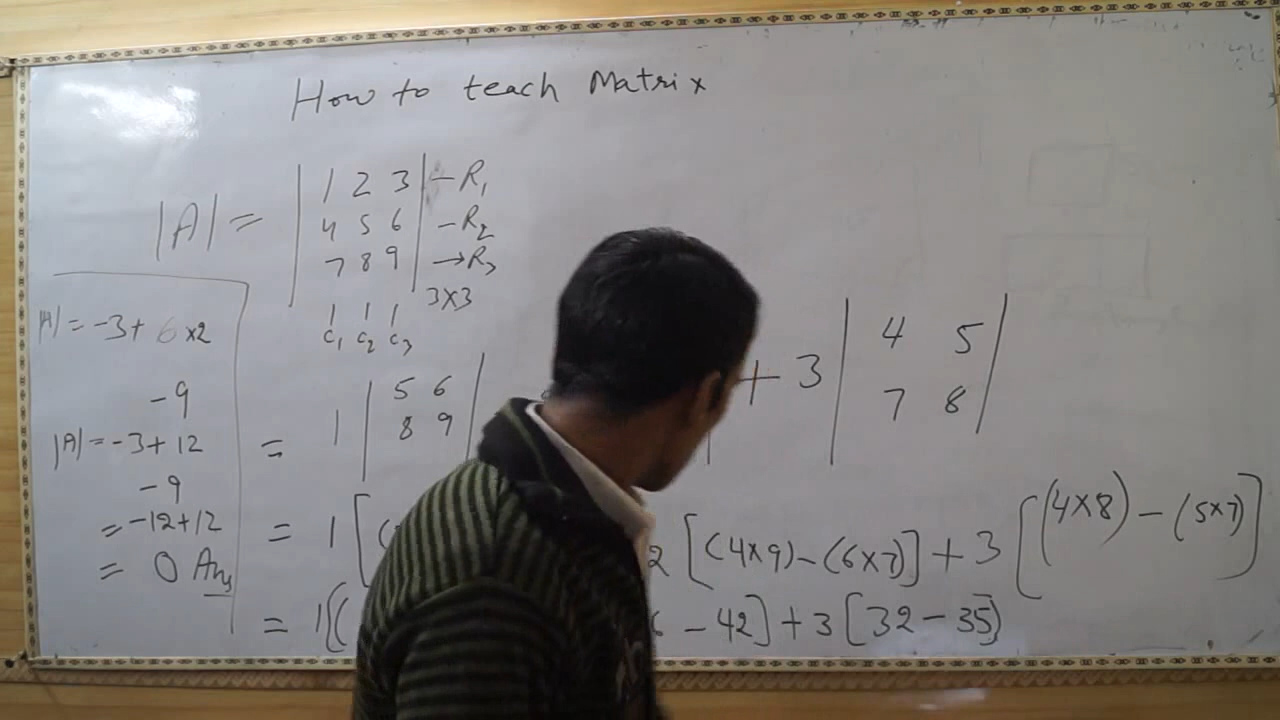 How to teach Matrix
|A| = | 1 2 3 | – R₁
4 5 6 – R₂
7 8 9 → R₃
3×3
C₁ C₂ C₃
= 1 | 5 6 | + 3 | 4 5 |
8 9 7 8
= 1 [( 2 [(4×9) – (6×7)] + 3 [(4×8) – (5×7)]
= 1[( – 42] + 3 [32 – 35]
|A| = -3 + 6 ×2
- 9
|A| = -3 + 12
- 9
= -12 + 12
= 0 Ans